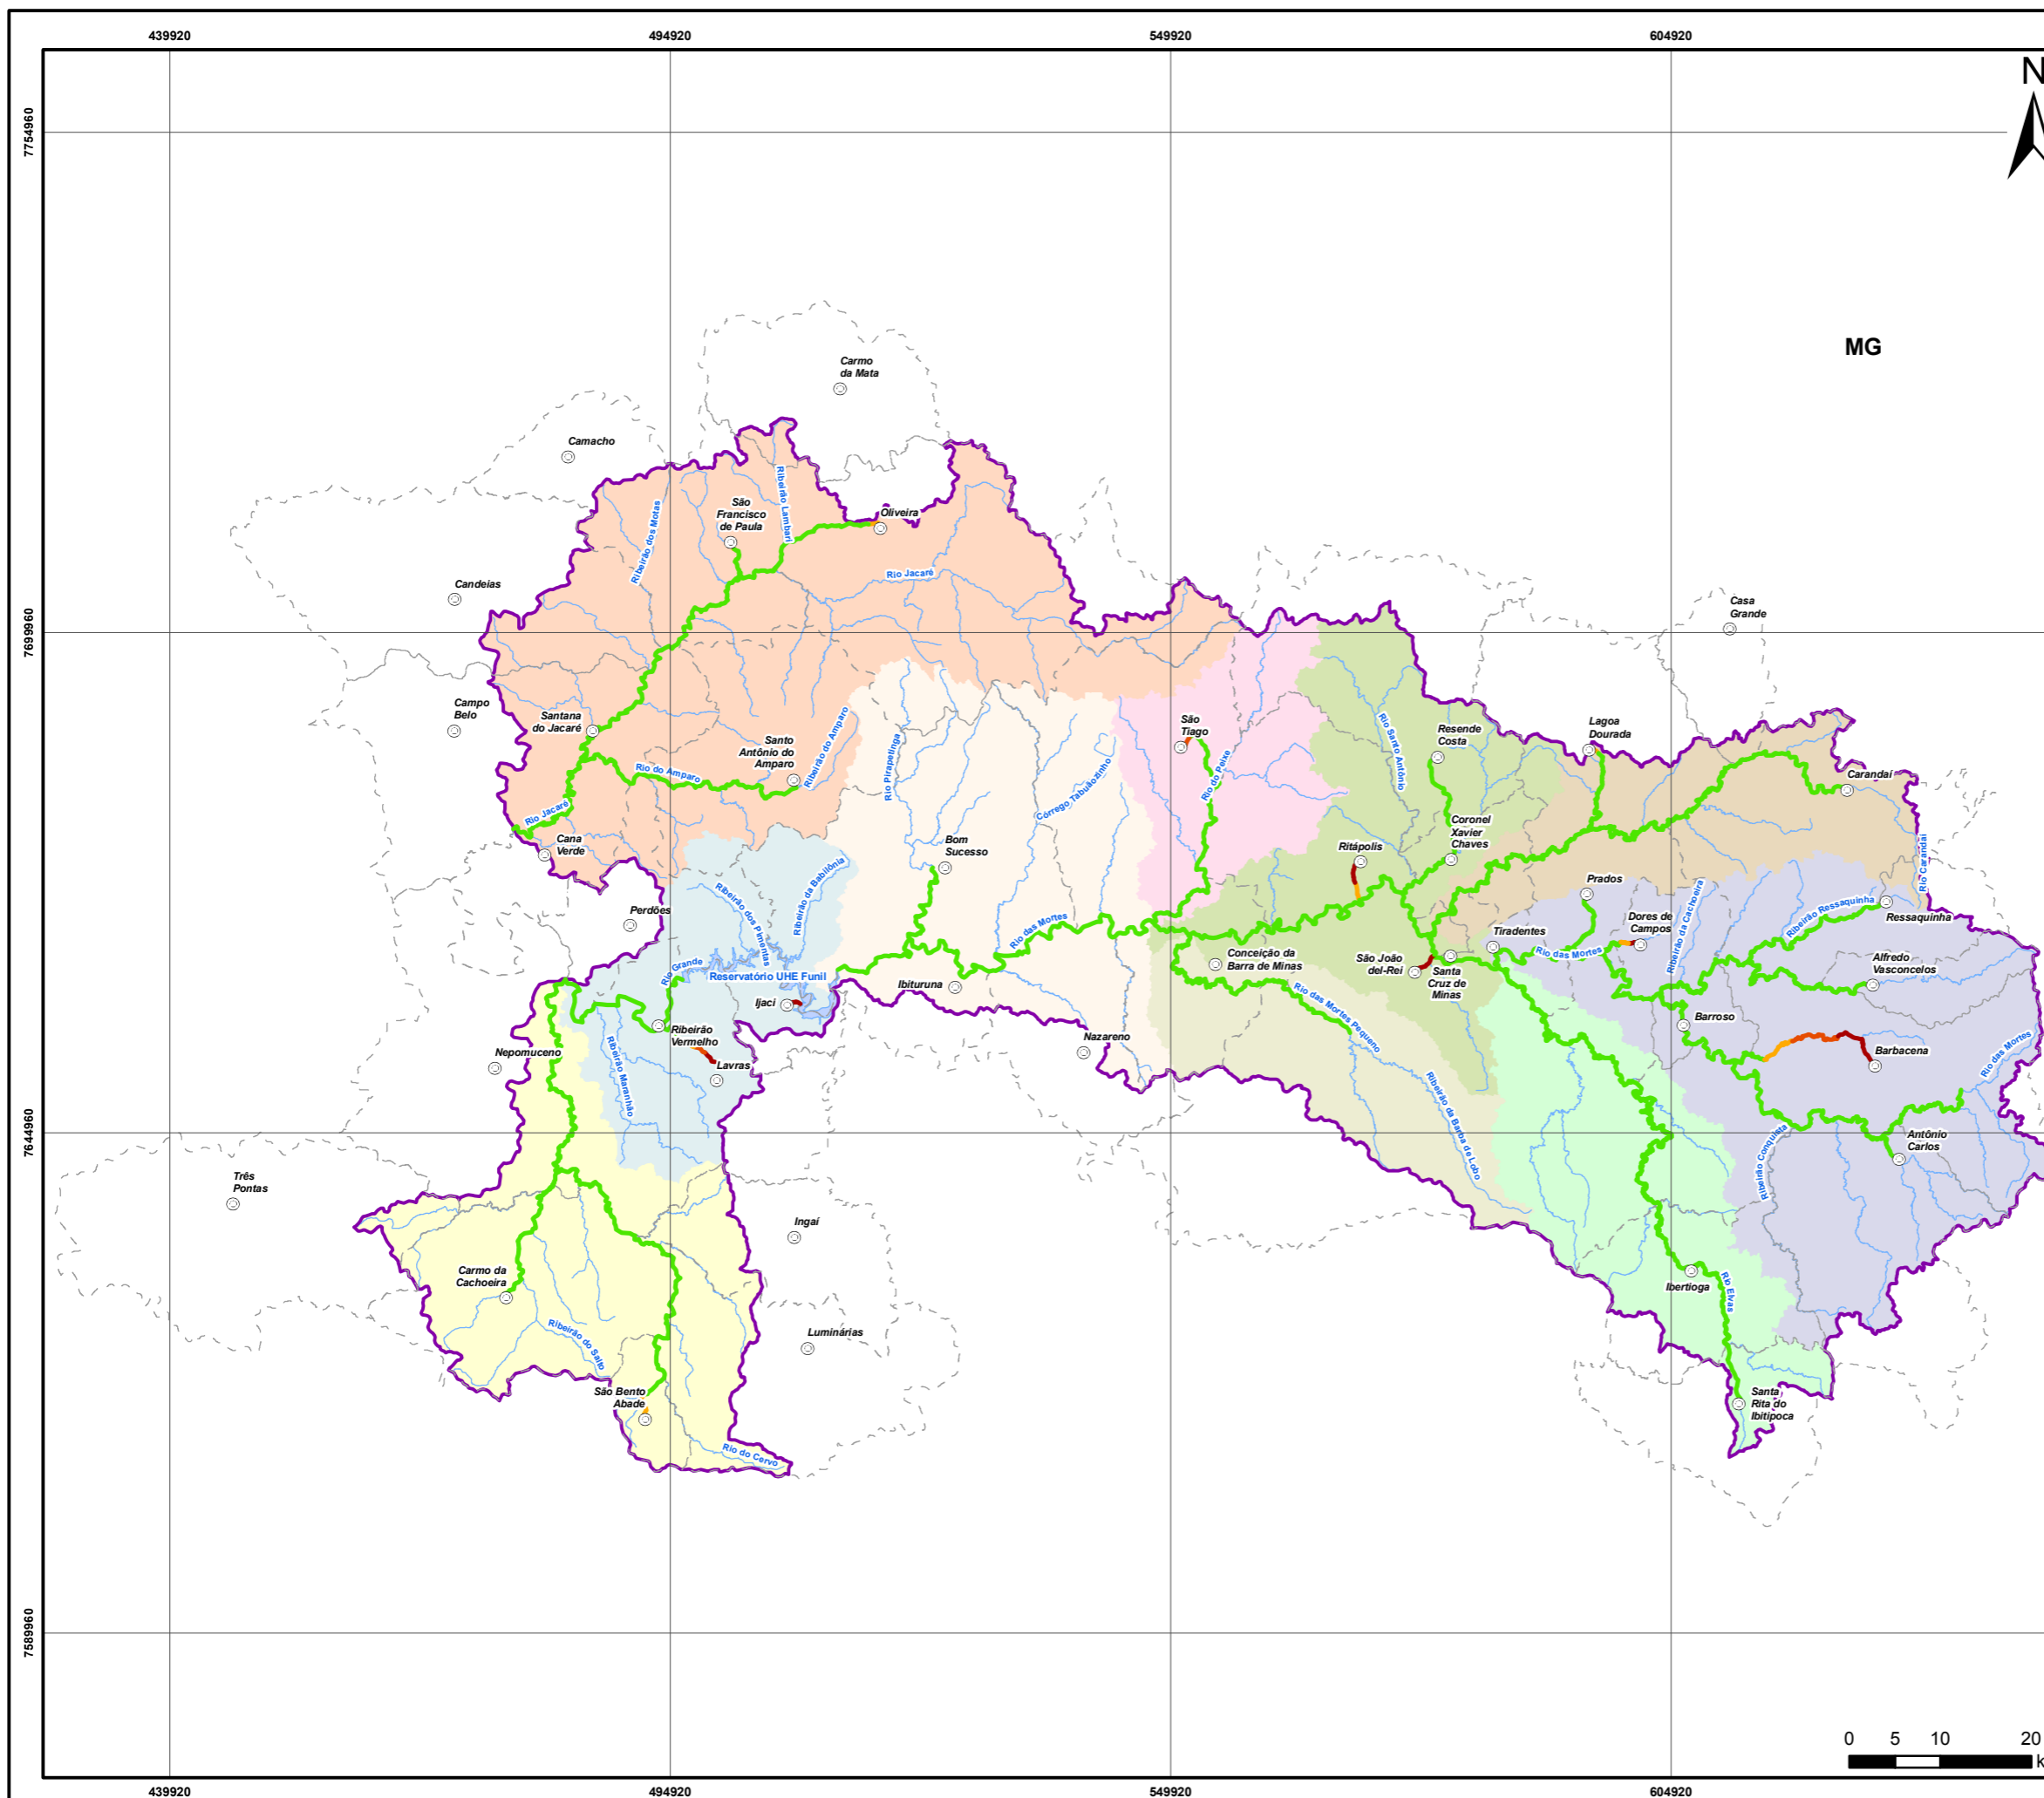 439920
494920
549920
604920
N
7754960
MG
Carmo
da Mata
Camacho
Ribeirão Lambari
Ribeirão dos Motas
São
Francisco
de Paula
Oliveira
Rio Jacaré
Candeias
Casa
Grande
7699960
Campo
Belo
Santana
do Jacaré
Santo
Antônio do
Amparo
Ribeirão do Amparo
Rio do Amparo
Rio Pirapetinga
Córrego Tabuãozinho
São
Tiago
Rio do Peixe
Rio Santo Antônio
Resende
Costa
Lagoa
Dourada
Carandaí
Rio Jacaré
Cana
Verde
Bom
Sucesso
Coronel
Xavier
Chaves
Ritápolis
Rio Carandaí
Ribeirão da Babilônia
Ribeirão dos Pimentas
Prados
Ribeirão da Cachoeira
Ribeirão Ressaquinha
Ressaquinha
Perdões
Dores de
Campos
Rio das Mortes
Tiradentes
Rio das Mortes
Conceição da
Barra de Minas
São João
del-Rei
Santa
Cruz de
Minas
Alfredo
Vasconcelos
Rio Grande
Reservatório UHE Funil
Ijaci
Ibituruna
Rio das Mortes Pequeno
Ribeirão
Vermelho
Barroso
Nazareno
Nepomuceno
Lavras
Ribeirão Maranhão
Barbacena
Rio das Mortes
Ribeirão da Barba de Lobo
7644960
Antônio
Carlos
Ribeirão Conquista
Três
Pontas
Ingaí
Carmo da
Cachoeira
Ibertioga
Rio Elvas
Ribeirão do Salto
Luminárias
São Bento
Abade
Santa
Rita do
Ibitipoca
Rio do Cervo
7589960
0 5 10 20
439920
494920
549920
604920